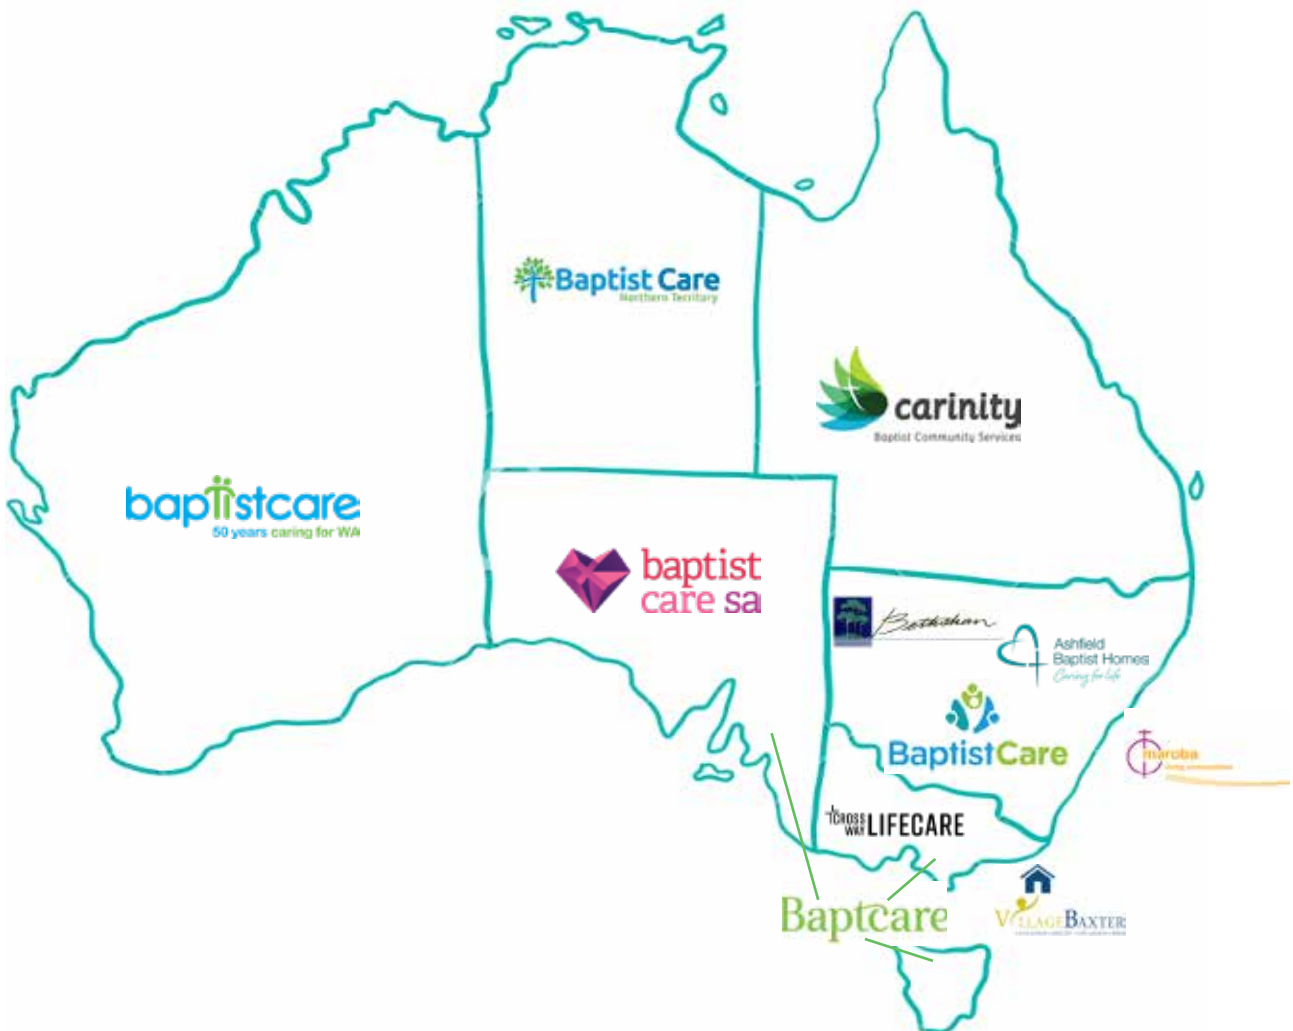 Baptist Care
Northern Territory
carinity
Baptist Community Services
baptistcare
50 years caring for WA
baptist
care sa
Bethshan
Ashfield
Baptist Homes
Caring for life
BaptistCare
maroba
CROSS
WAY LIFECARE
Baptcare
VILLAGE BAXTER